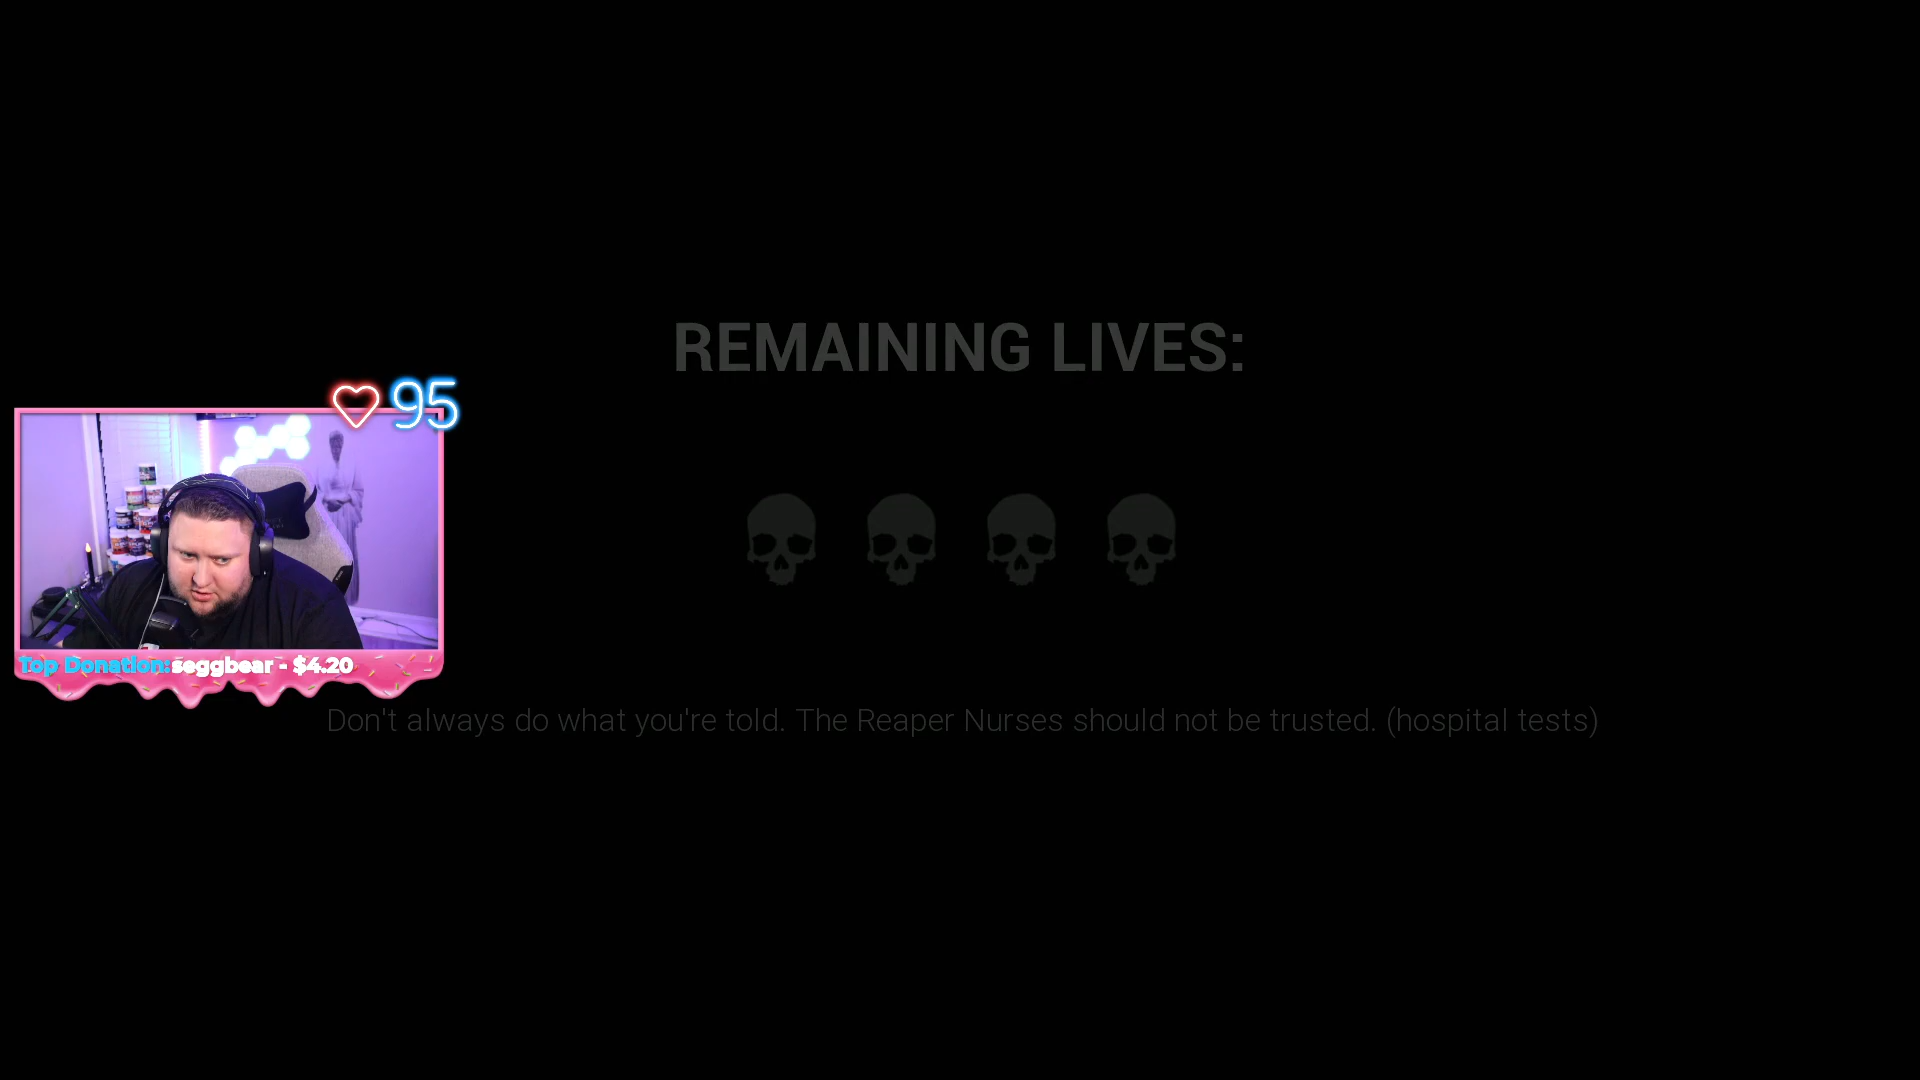 REMAINING LIVES:
95
Top Donation:seggbear - $4.20
Don't always do what you're told. The Reaper Nurses should not be trusted. (hospital tests)